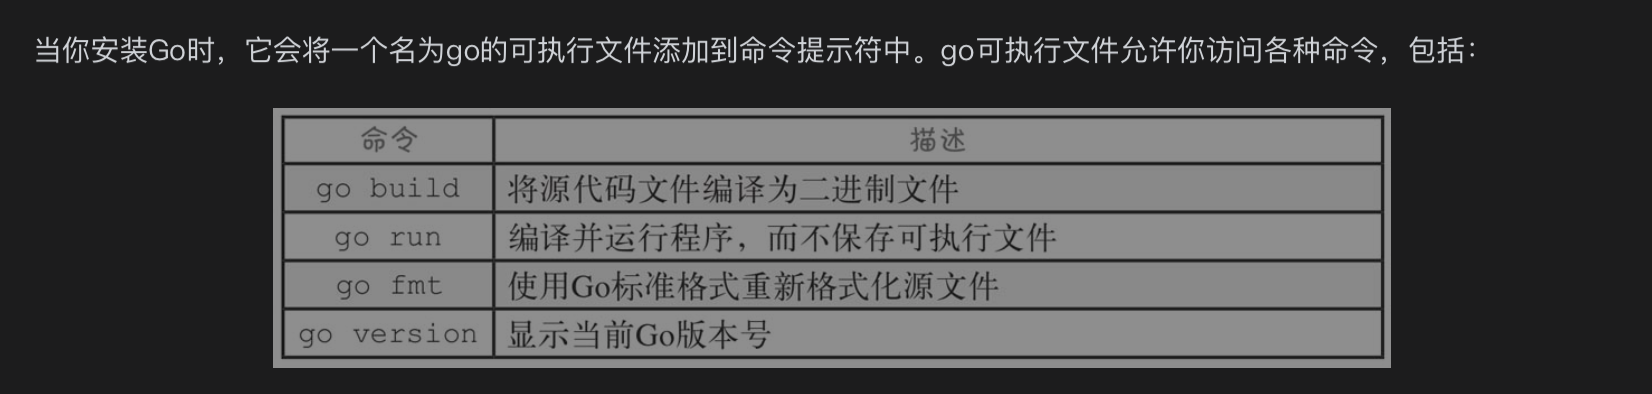 当你安装Go时，它会将一个名为go的可执行文件添加到命令提示符中。go可执行文件允许你访问各种命令，包括：
命令 描述
go build 将源代码文件编译为二进制文件
go run 编译并运行程序，而不保存可执行文件
go fmt 使用Go标准格式重新格式化源文件
go version 显示当前Go版本号